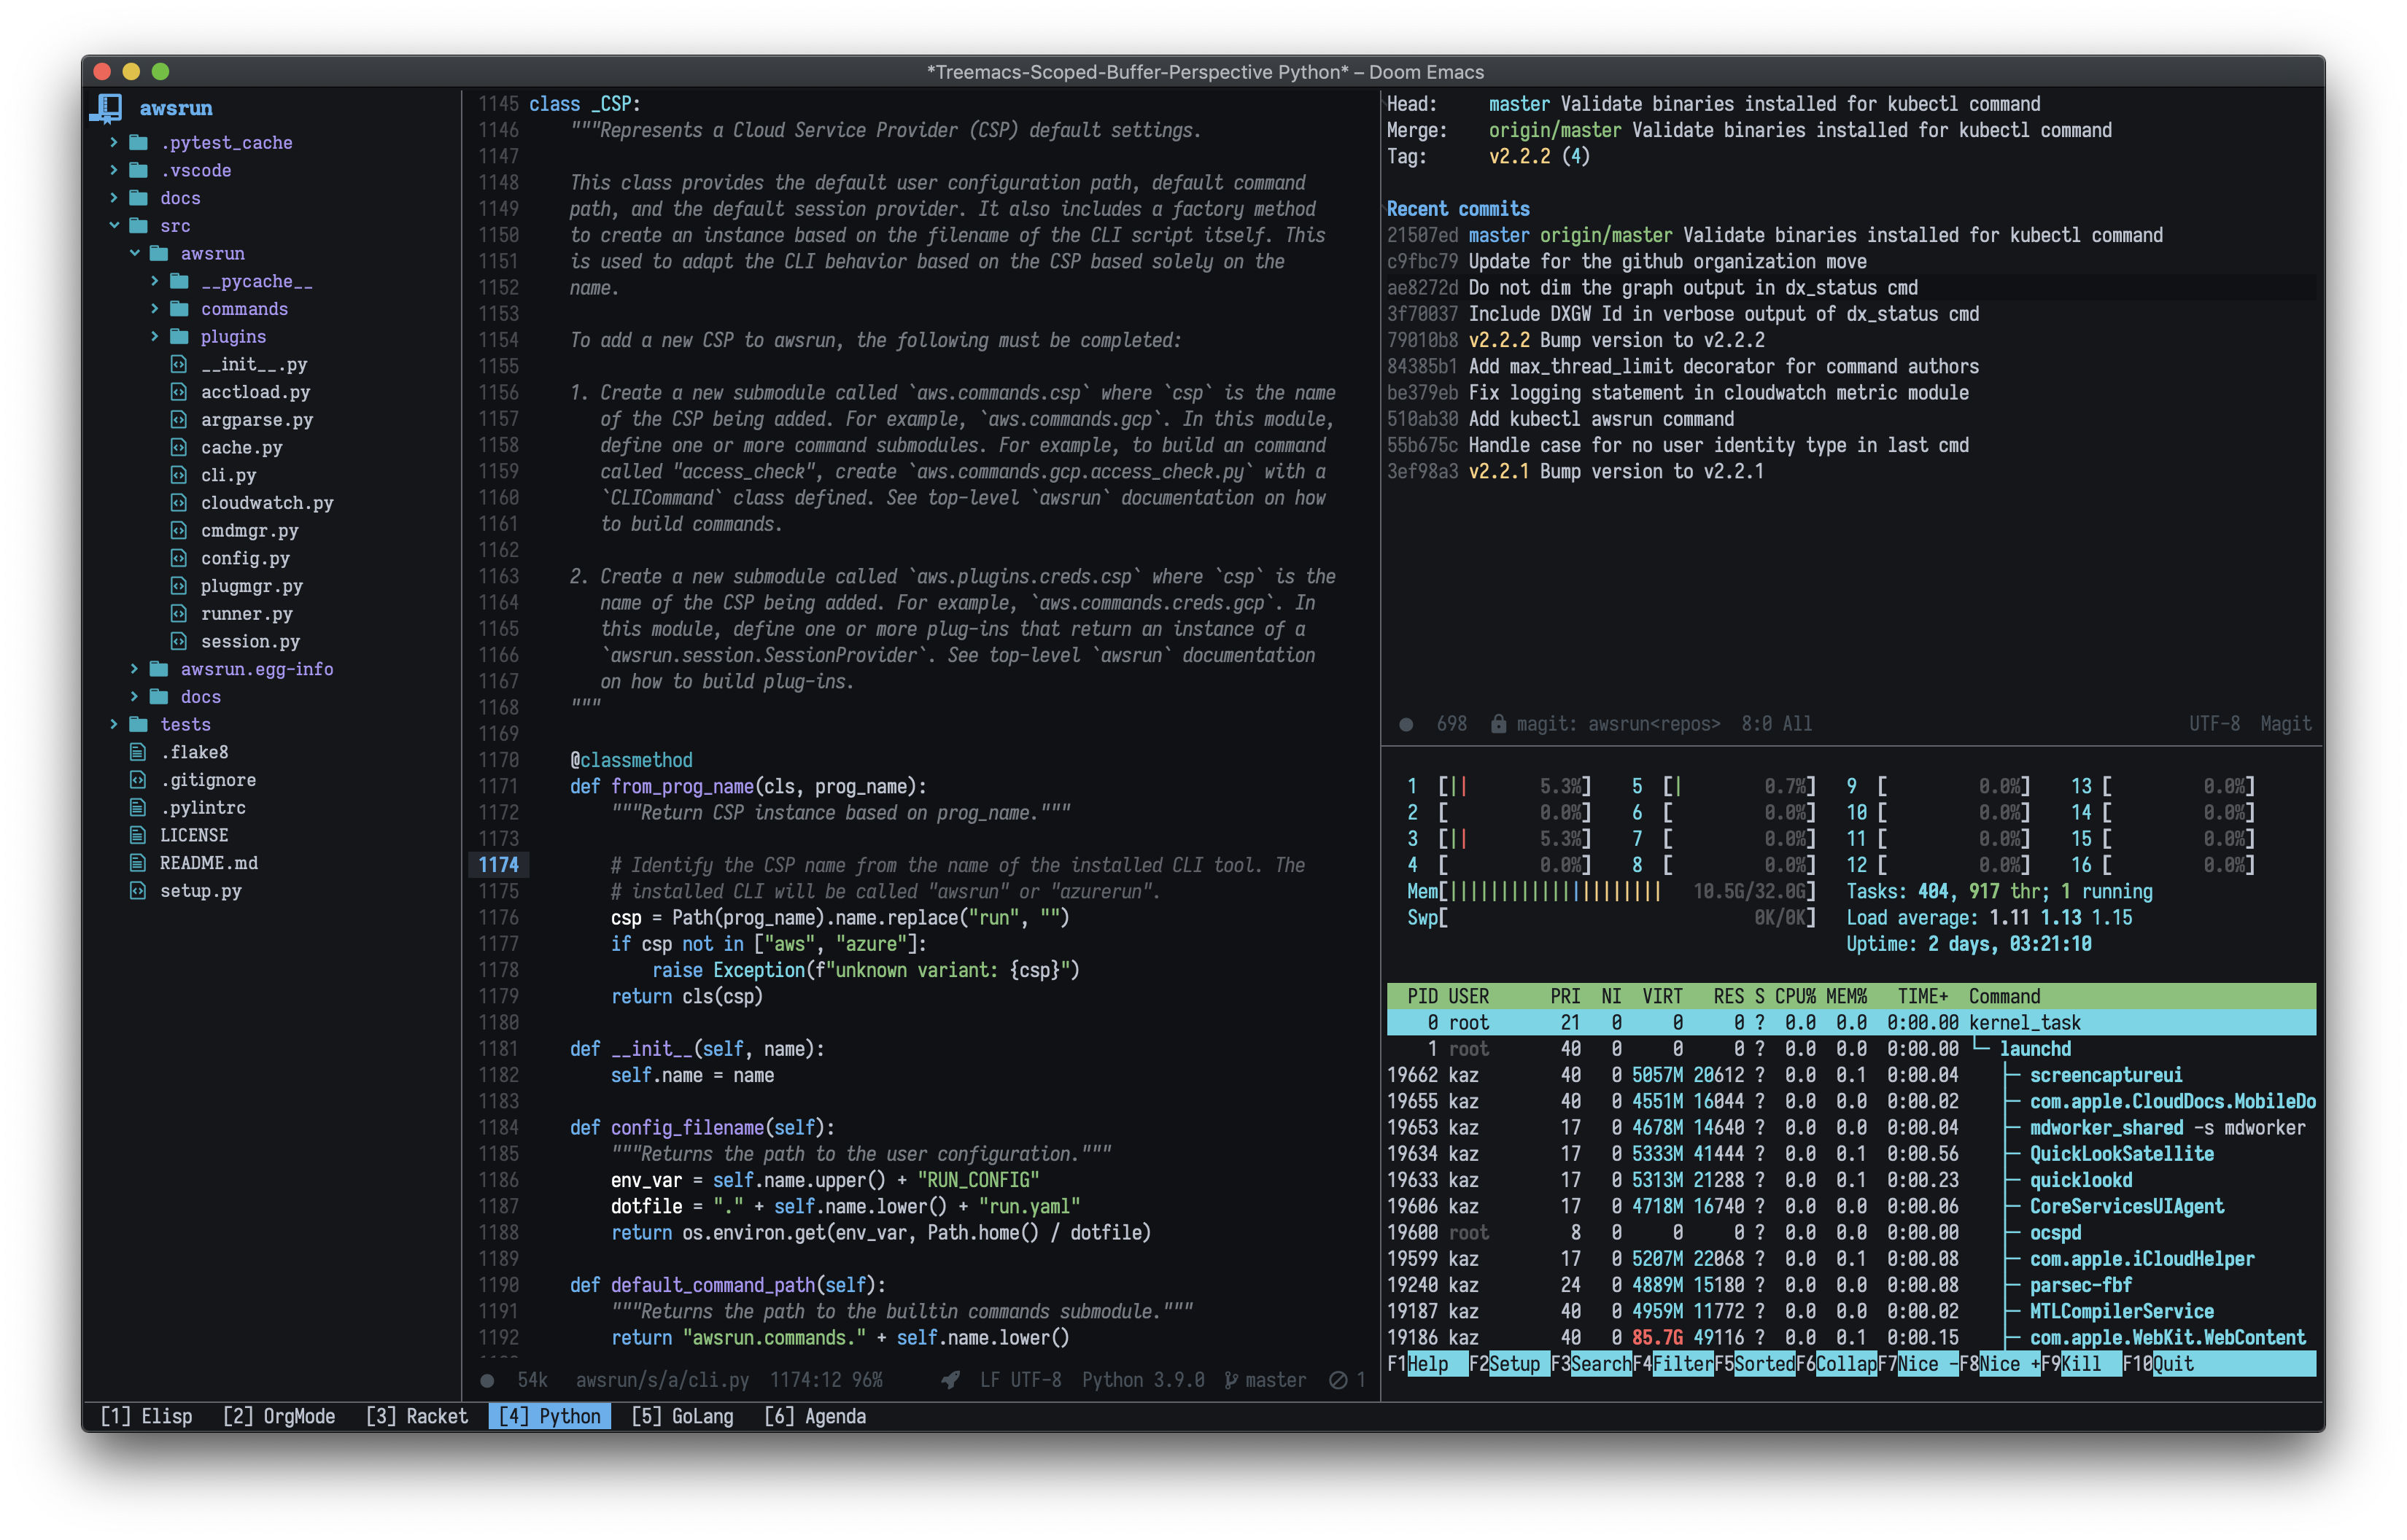 *Treemacs-Scoped-Buffer-Perspective Python* – Doom Emacs
awsrun
.pytest_cache
.vscode
docs
src
awsrun
__pycache__
commands
plugins
__init__.py
acctload.py
argparse.py
cache.py
cli.py
cloudwatch.py
cmdmgr.py
config.py
plugmgr.py
runner.py
session.py
awsrun.egg-info
docs
tests
.flake8
.gitignore
.pylintrc
LICENSE
README.md
setup.py
1145 class _CSP:
1146     """Represents a Cloud Service Provider (CSP) default settings.
1147
1148     This class provides the default user configuration path, default command
1149     path, and the default session provider. It also includes a factory method
1150     to create an instance based on the filename of the CLI script itself. This
1151     is used to adapt the CLI behavior based on the CSP based solely on the
1152     name.
1153
1154     To add a new CSP to awsrun, the following must be completed:
1155
1156     1. Create a new submodule called `aws.commands.csp` where `csp` is the name
1157        of the CSP being added. For example, `aws.commands.gcp`. In this module,
1158        define one or more command submodules. For example, to build an command
1159        called "access_check", create `aws.commands.gcp.access_check.py` with a
1160        `CLICommand` class defined. See top-level `awsrun` documentation on how
1161        to build commands.
1162
1163     2. Create a new submodule called `aws.plugins.creds.csp` where `csp` is the
1164        name of the CSP being added. For example, `aws.commands.creds.gcp`. In
1165        this module, define one or more plug-ins that return an instance of a
1166        `awsrun.session.SessionProvider`. See top-level `awsrun` documentation
1167        on how to build plug-ins.
1168     """
1169
1170     @classmethod
1171     def from_prog_name(cls, prog_name):
1172         """Return CSP instance based on prog_name."""
1173
1174         # Identify the CSP name from the name of the installed CLI tool. The
1175         # installed CLI will be called "awsrun" or "azurerun".
1176         csp = Path(prog_name).name.replace("run", "")
1177         if csp not in ["aws", "azure"]:
1178             raise Exception(f"unknown variant: {csp}")
1179         return cls(csp)
1180
1181     def __init__(self, name):
1182         self.name = name
1183
1184     def config_filename(self):
1185         """Returns the path to the user configuration."""
1186         env_var = self.name.upper() + "RUN_CONFIG"
1187         dotfile = "." + self.name.lower() + "run.yaml"
1188         return os.environ.get(env_var, Path.home() / dotfile)
1189
1190     def default_command_path(self):
1191         """Returns the path to the builtin commands submodule."""
1192         return "awsrun.commands." + self.name.lower()
54k awsrun/s/a/cli.py 1174:12 96% LF UTF-8 Python 3.9.0 master 1
Head: master Validate binaries installed for kubectl command
Merge: origin/master Validate binaries installed for kubectl command
Tag: v2.2.2 (4)
Recent commits
21507ed master origin/master Validate binaries installed for kubectl command
c9fbc79 Update for the github organization move
ae8272d Do not dim the graph output in dx_status cmd
3f70037 Include DXGW Id in verbose output of dx_status cmd
79010b8 v2.2.2 Bump version to v2.2.2
84385b1 Add max_thread_limit decorator for command authors
be379eb Fix logging statement in cloudwatch metric module
510ab30 Add kubectl awsrun command
55b675c Handle case for no user identity type in last cmd
3ef98a3 v2.2.1 Bump version to v2.2.1
698 magit: awsrun<repos> 8:0 All UTF-8 Magit
1 [|| 5.3%] 5 [| 0.7%] 9 [ 0.0%] 13 [ 0.0%]
2 [ 0.0%] 6 [ 0.0%] 10 [ 0.0%] 14 [ 0.0%]
3 [|| 5.3%] 7 [ 0.0%] 11 [ 0.0%] 15 [ 0.0%]
4 [ 0.0%] 8 [ 0.0%] 12 [ 0.0%] 16 [ 0.0%]
Mem[||||||||||||||||||||| 10.5G/32.0G] Tasks: 404, 917 thr; 1 running
Swp[ 0K/0K] Load average: 1.11 1.13 1.15
Uptime: 2 days, 03:21:10
PID USER PRI NI VIRT RES S CPU% MEM% TIME+ Command
0 root 21 0 0 0 ? 0.0 0.0 0:00.00 kernel_task
1 root 40 0 0 0 ? 0.0 0.0 0:00.00 └─ launchd
19662 kaz 40 0 5057M 20612 ? 0.0 0.1 0:00.04 ├─ screencaptureui
19655 kaz 40 0 4551M 16044 ? 0.0 0.0 0:00.02 ├─ com.apple.CloudDocs.MobileDo
19653 kaz 17 0 4678M 14640 ? 0.0 0.0 0:00.04 ├─ mdworker_shared -s mdworker
19634 kaz 17 0 5333M 41444 ? 0.0 0.1 0:00.56 ├─ QuickLookSatellite
19633 kaz 17 0 5313M 21288 ? 0.0 0.1 0:00.23 ├─ quicklookd
19606 kaz 17 0 4718M 16740 ? 0.0 0.0 0:00.06 ├─ CoreServicesUIAgent
19600 root 8 0 0 0 ? 0.0 0.0 0:00.00 ├─ ocspd
19599 kaz 17 0 5207M 22068 ? 0.0 0.1 0:00.08 ├─ com.apple.iCloudHelper
19240 kaz 24 0 4889M 15180 ? 0.0 0.0 0:00.08 ├─ parsec-fbf
19187 kaz 40 0 4959M 11772 ? 0.0 0.0 0:00.02 ├─ MTLCompilerService
19186 kaz 40 0 85.7G 49116 ? 0.0 0.1 0:00.15 ├─ com.apple.WebKit.WebContent
F1Help F2Setup F3SearchF4FilterF5SortedF6CollapF7Nice -F8Nice +F9Kill F10Quit
[1] Elisp [2] OrgMode [3] Racket [4] Python [5] GoLang [6] Agenda